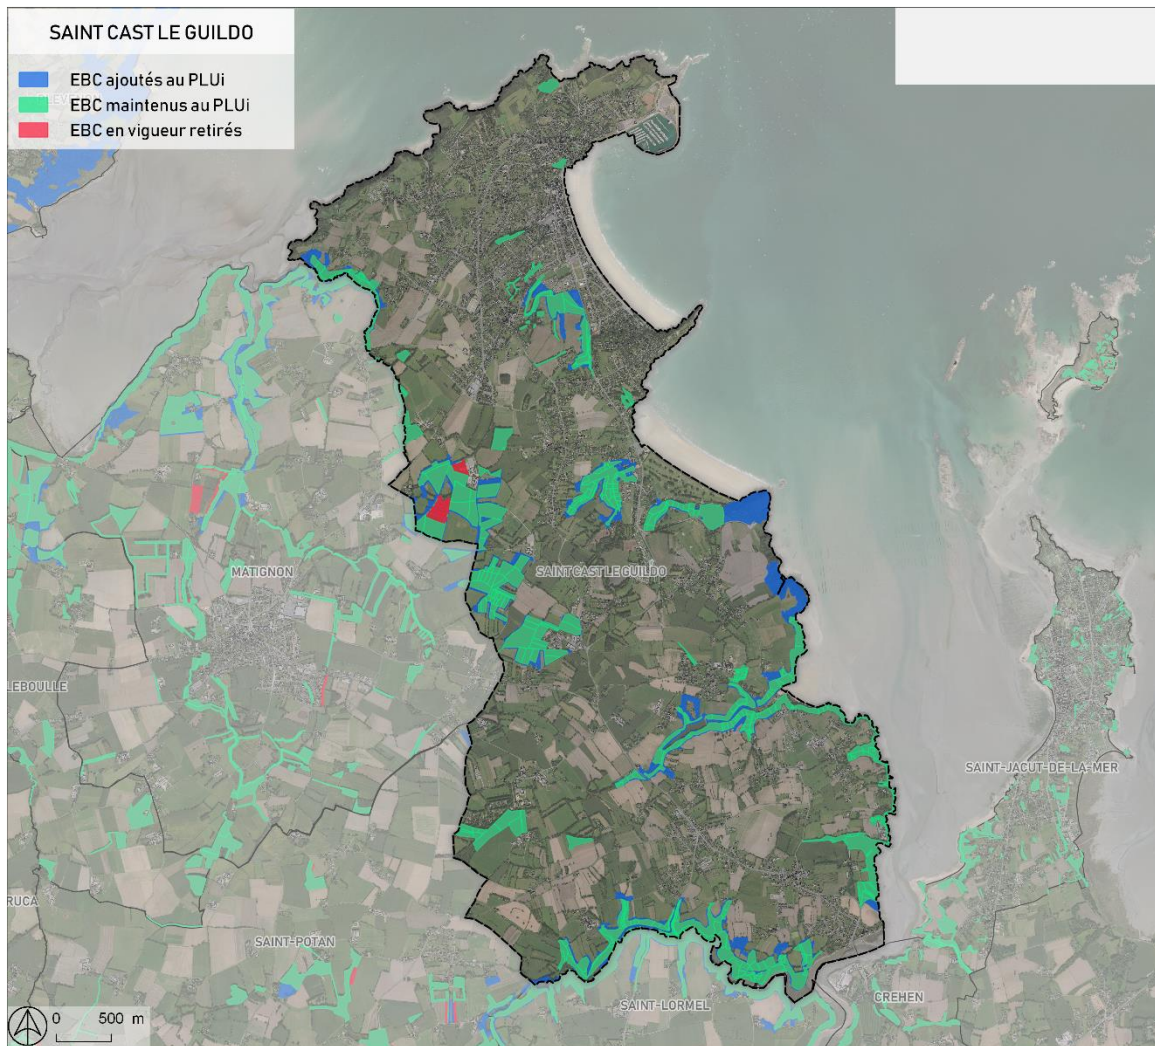 SAINT CAST LE GUILDO
EBC ajoutés au PLUi
EBC maintenus au PLUi
EBC en vigueur retirés
MATIGNON
SAINT CAST LE GUILDO
LEBOULLE
SAINT-JACUT-DE-LA-MER
RUCA
SAINT-POTAN
SAINT-LORMEL
CREHEN
0 500 m